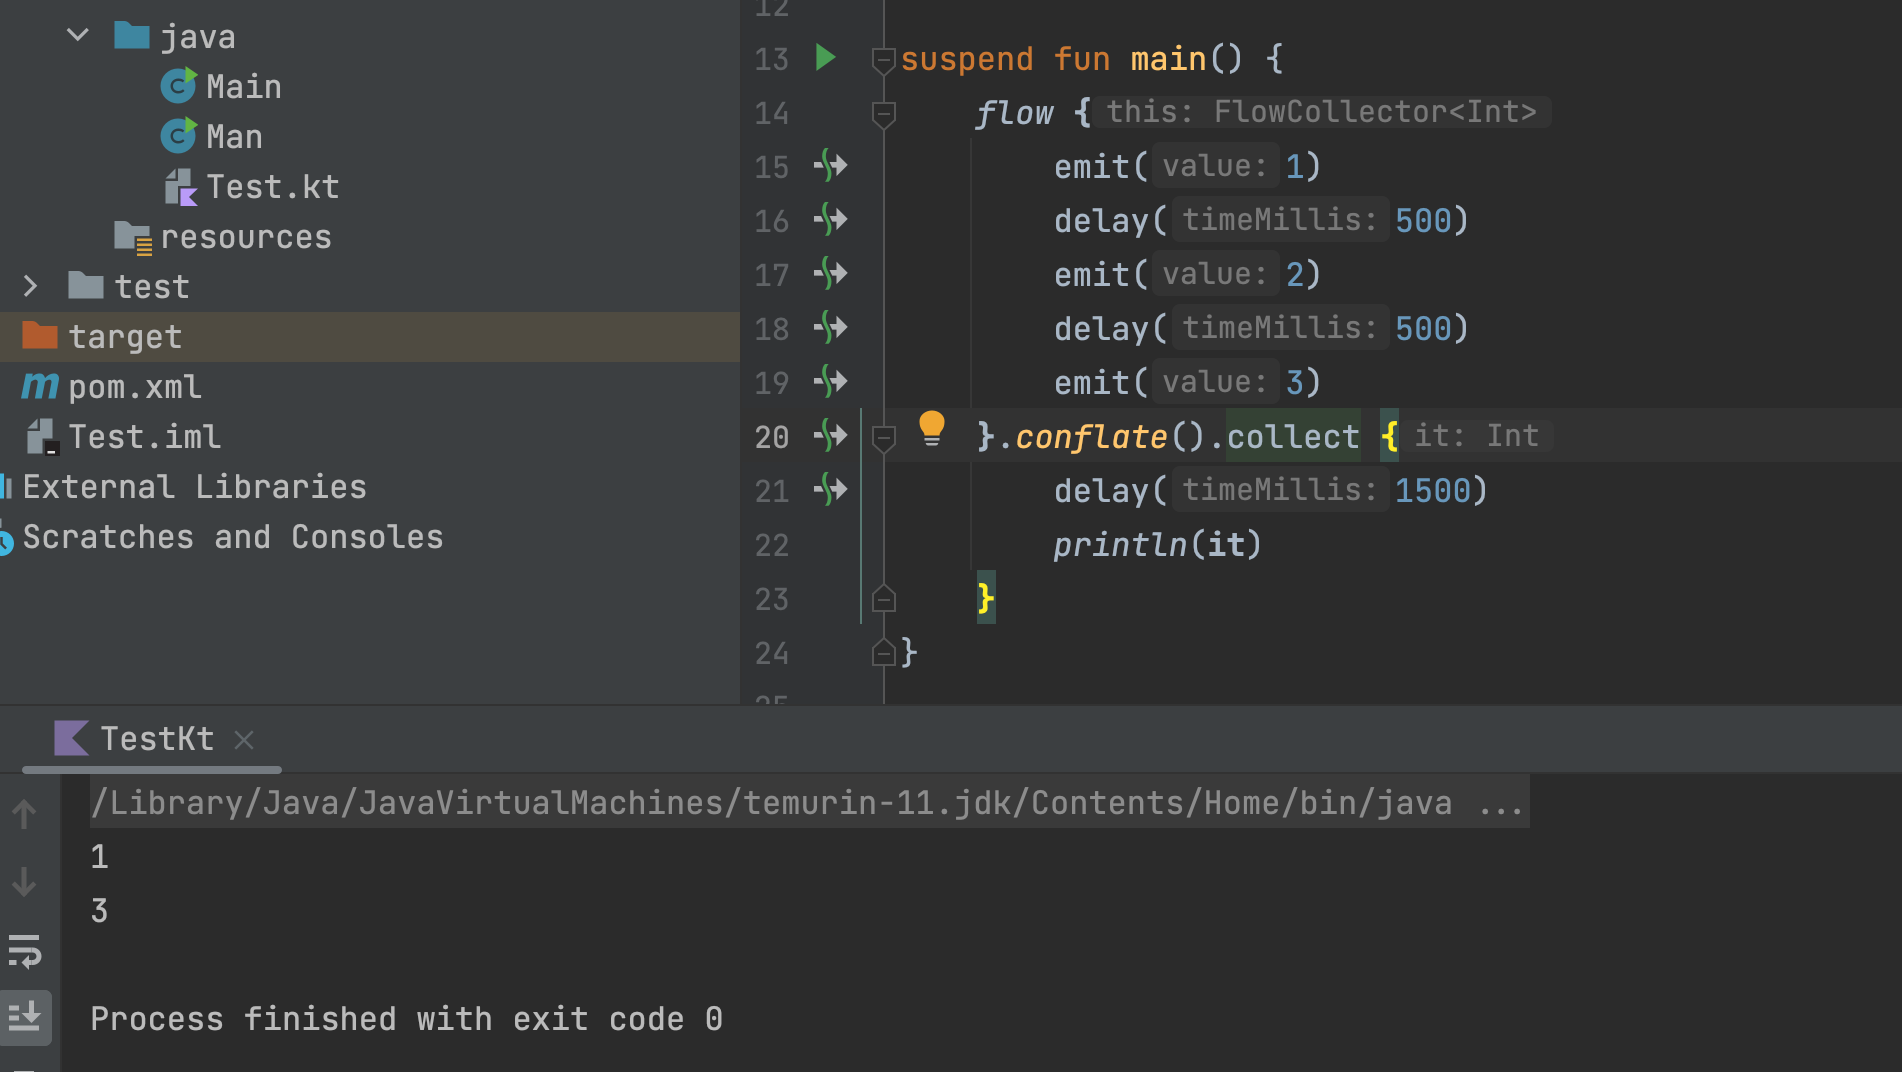 java
Main
Man
Test.kt
resources
test
target
pom.xml
Test.iml
External Libraries
Scratches and Consoles
12
13 suspend fun main() {
14 flow { this: FlowCollector<Int>
15 emit( value: 1)
16 delay( timeMillis: 500)
17 emit( value: 2)
18 delay( timeMillis: 500)
19 emit( value: 3)
20 }.conflate().collect { it: Int
21 delay( timeMillis: 1500)
22 println(it)
23 }
24 }
25
TestKt
/Library/Java/JavaVirtualMachines/temurin-11.jdk/Contents/Home/bin/java ...
1
3
Process finished with exit code 0